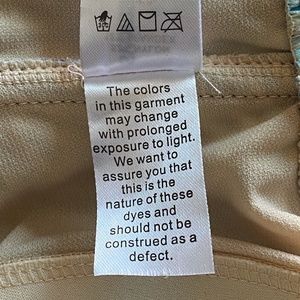 The colors
in this garment
may change
with prolonged
exposure to light.
We want to
assure you that
this is the
nature of these
dyes and
should not be
construed as a
defect.